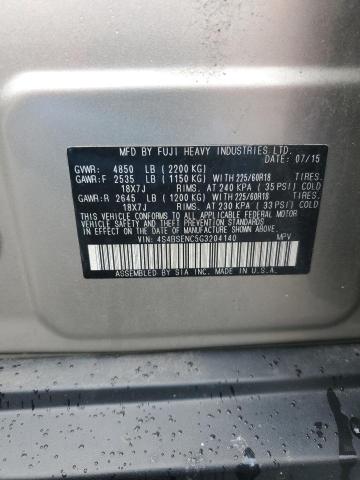 MFD BY FUJI HEAVY INDUSTRIES LTD.
DATE: 07/15
GVWR: 4850 LB (2200 KG)
GAWR:F 2535 LB (1150 KG) WITH 225/60R18 TIRES.
18X7J RIMS. AT 240 KPA (35 PSI) COLD
GAWR:R 2645 LB (1200 KG) WITH 225/60R18 TIRES.
18X7J RIMS. AT 230 KPA (33 PSI) COLD
THIS VEHICLE CONFORMS TO ALL APPLICABLE FEDERAL MOTOR
VEHICLE SAFETY, BUMPER, AND THEFT PREVENTION STANDARDS
IN EFFECT ON THE DATE OF MANUFACTURE SHOWN ABOVE.
VIN: 4S4BSENC5G3204140 MPV
ASSEMBLED BY SIA INC. IN U.S.A.